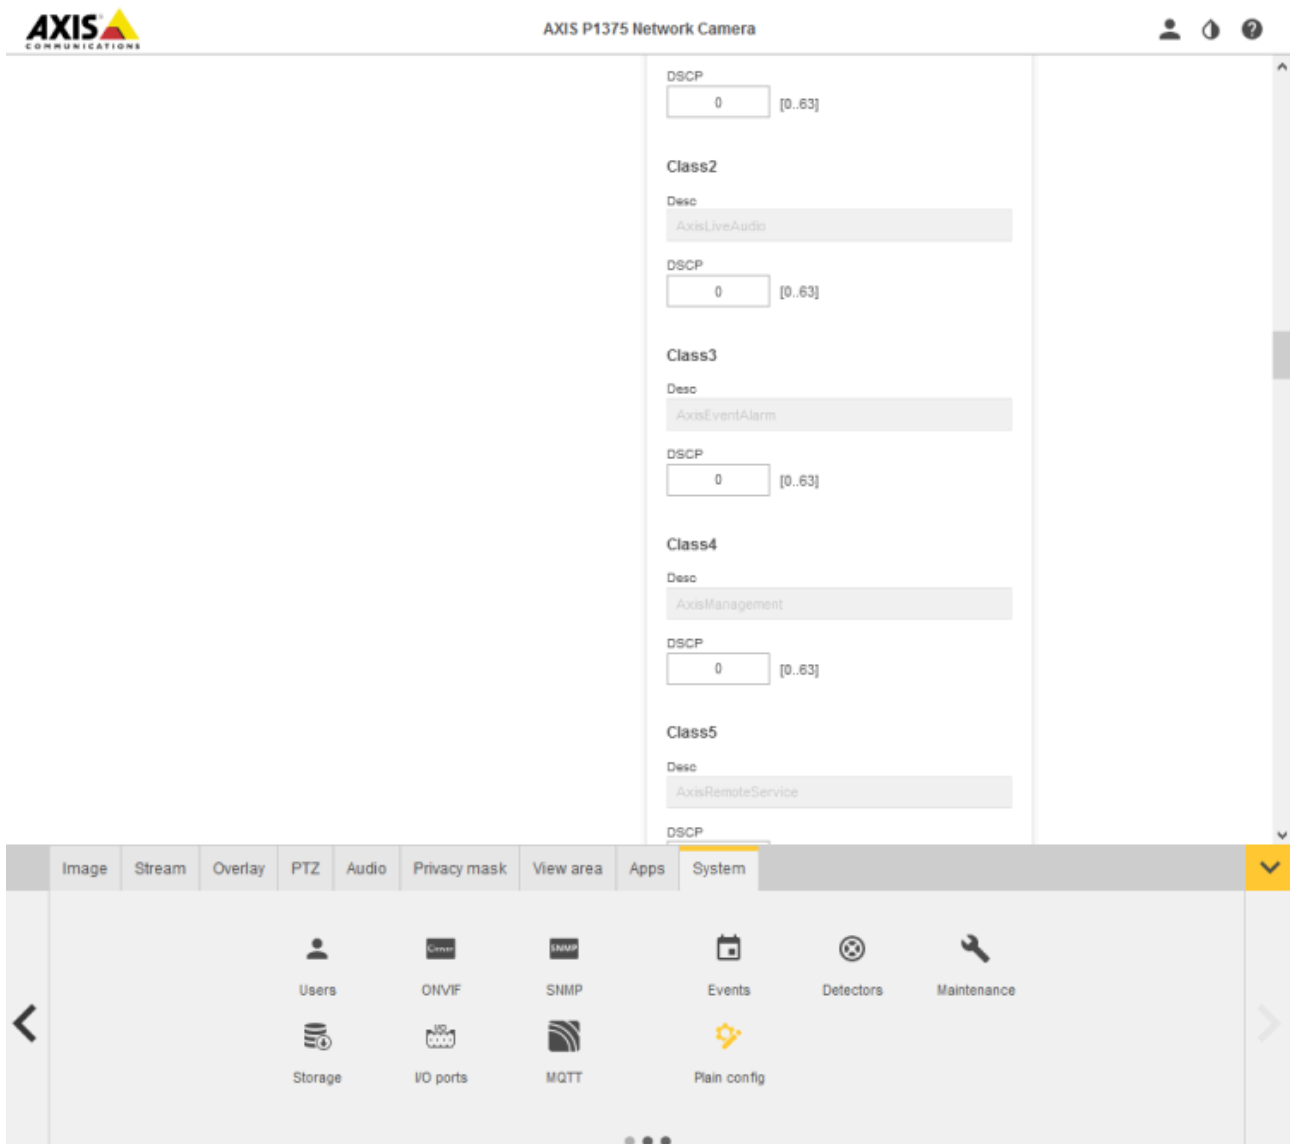 AXIS
COMMUNICATIONS
AXIS P1375 Network Camera
DSCP
0 [0..63]
Class2
Desc
AxisLiveAudio
DSCP
0 [0..63]
Class3
Desc
AxisEventAlarm
DSCP
0 [0..63]
Class4
Desc
AxisManagement
DSCP
0 [0..63]
Class5
Desc
AxisRemoteService
DSCP
Image Stream Overlay PTZ Audio Privacy mask View area Apps System
SNMP
Users ONVIF SNMP Events Detectors Maintenance
I/O
Storage I/O ports MQTT Plain config